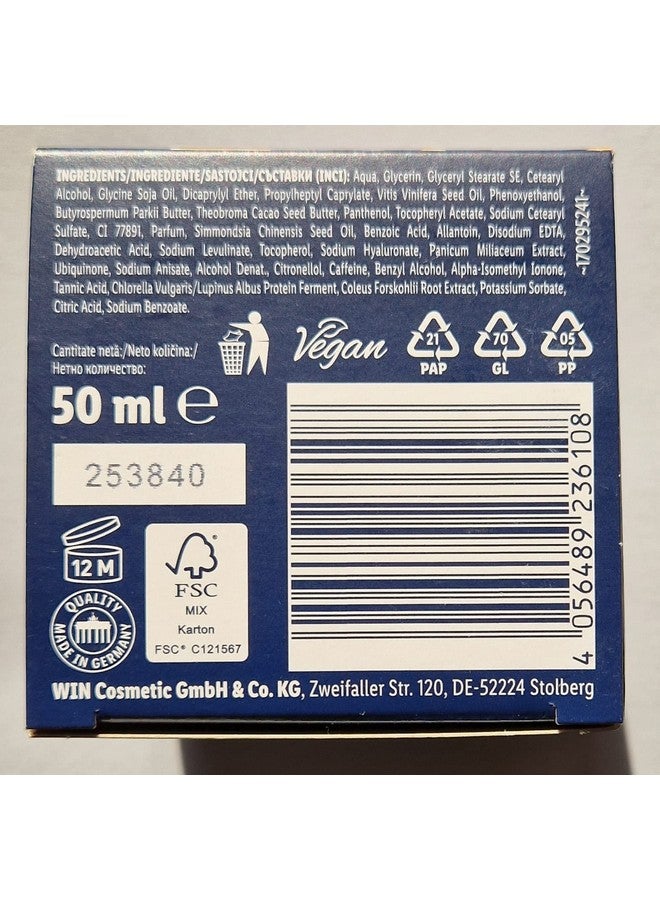 INGREDIENTS/INGREDIENTE/SASTOJCI/СЪСТАВКИ (INCI): Aqua, Glycerin, Glyceryl Stearate SE, Cetearyl
Alcohol, Glycine Soja Oil, Dicaprylyl Ether, Propylheptyl Caprylate, Vitis Vinifera Seed Oil, Phenoxyethanol,
Butyrospermum Parkii Butter, Theobroma Cacao Seed Butter, Panthenol, Tocopheryl Acetate, Sodium Cetearyl
Sulfate, CI 77891, Parfum, Simmondsia Chinensis Seed Oil, Benzoic Acid, Allantoin, Disodium EDTA,
Dehydroacetic Acid, Sodium Levulinate, Tocopherol, Sodium Hyaluronate, Panicum Miliaceum Extract,
Ubiquinone, Sodium Anisate, Alcohol Denat., Citronellol, Caffeine, Benzyl Alcohol, Alpha-Isomethyl Ionone,
Tannic Acid, Chlorella Vulgaris/Lupinus Albus Protein Ferment, Coleus Forskohlii Root Extract, Potassium Sorbate,
Citric Acid, Sodium Benzoate.
~170295241~
Cantitate netă:/Neto količina:/
Нетно количество:
50 ml e
Vegan
21
PAP
70
GL
05
PP
253840
12 M
FSC
MIX
Karton
FSC® C121567
QUALITY
MADE IN GERMANY
4 056489 236108
WIN Cosmetic GmbH & Co. KG, Zweifaller Str. 120, DE-52224 Stolberg